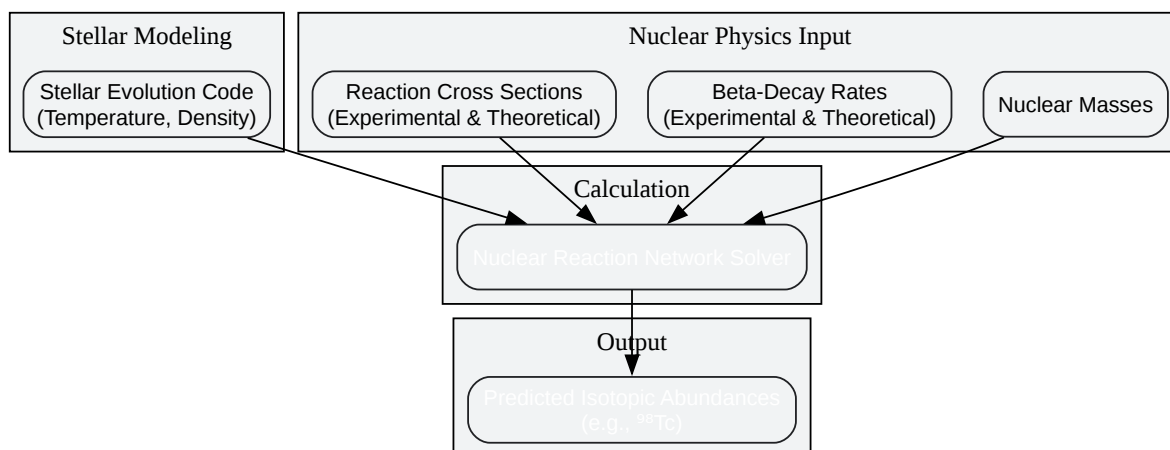 Stellar Modeling
Nuclear Physics Input
Stellar Evolution Code
(Temperature, Density)
Reaction Cross Sections
(Experimental & Theoretical)
Beta-Decay Rates
(Experimental & Theoretical)
Nuclear Masses
Calculation
Nuclear Reaction Network Solver
Output
Predicted Isotopic Abundances
(e.g., ⁹⁸Tc)